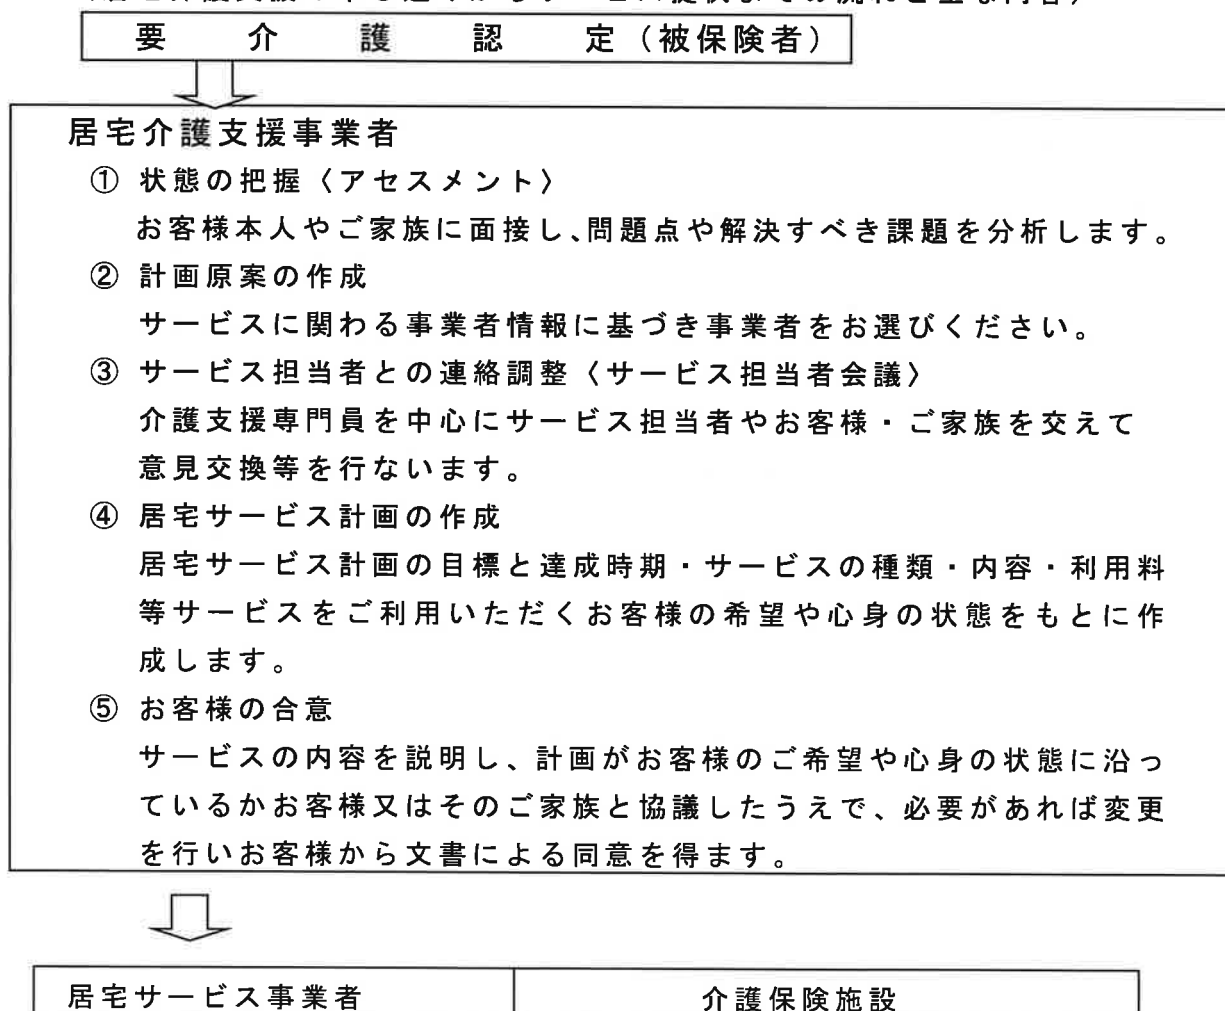 要介護認定（被保険者）
居宅介護支援事業者
① 状態の把握〈アセスメント〉
お客様本人やご家族に面接し、問題点や解決すべき課題を分析します。
② 計画原案の作成
サービスに関わる事業者情報に基づき事業者をお選びください。
③ サービス担当者との連絡調整〈サービス担当者会議〉
介護支援専門員を中心にサービス担当者やお客様・ご家族を交えて
意見交換等を行ないます。
④ 居宅サービス計画の作成
居宅サービス計画の目標と達成時期・サービスの種類・内容・利用料
等サービスをご利用いただくお客様の希望や心身の状態をもとに作
成します。
⑤ お客様の合意
サービスの内容を説明し、計画がお客様のご希望や心身の状態に沿っ
ているかお客様又はそのご家族と協議したうえで、必要があれば変更
を行いお客様から文書による同意を得ます。
居宅サービス事業者
介護保険施設